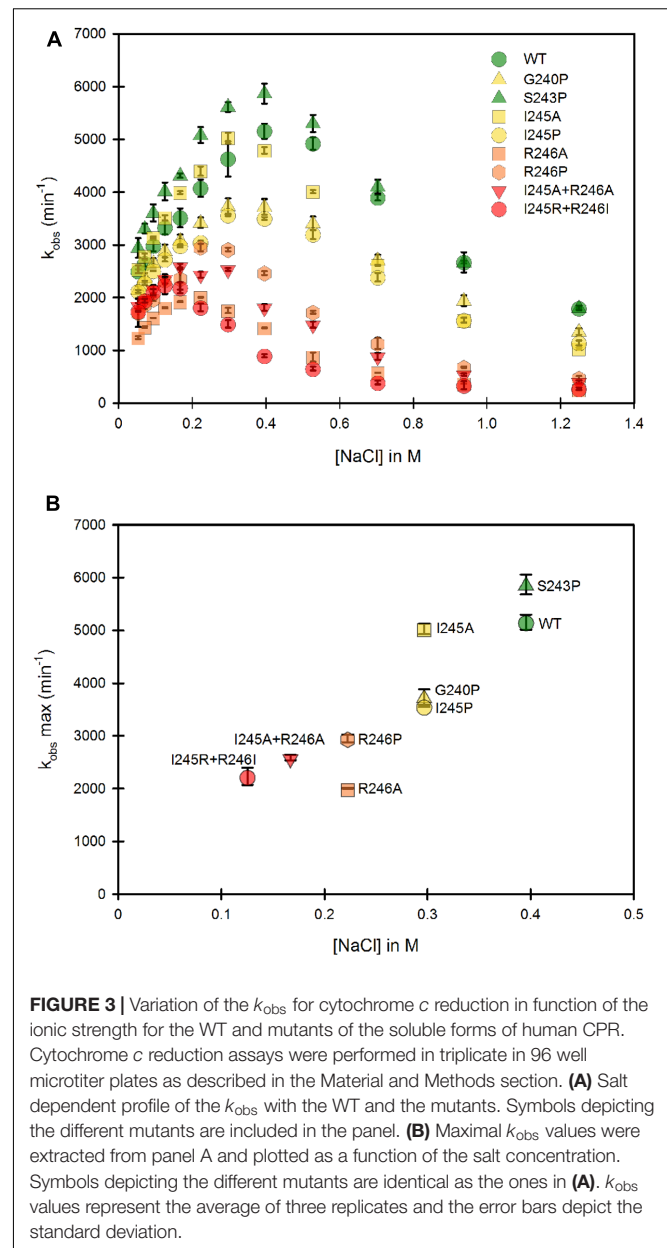 A
7000
6000
5000
4000
3000
2000
1000
0
k_obs (min⁻¹)
WT
G240P
S243P
I245A
I245P
R246A
R246P
I245A+R246A
I245R+R246I
0 0.2 0.4 0.6 0.8 1.0 1.2 1.4
[NaCl] in M
B
7000
6000
5000
4000
3000
2000
1000
0
k_obs max (min⁻¹)
S243P
WT
I245A
G240P
I245P
I245A+R246A
R246P
I245R+R246I
R246A
0 0.1 0.2 0.3 0.4 0.5
[NaCl] in M
FIGURE 3 | Variation of the k_obs for cytochrome c reduction in function of the
ionic strength for the WT and mutants of the soluble forms of human CPR.
Cytochrome c reduction assays were performed in triplicate in 96 well
microtiter plates as described in the Material and Methods section. (A) Salt
dependent profile of the k_obs with the WT and the mutants. Symbols depicting
the different mutants are included in the panel. (B) Maximal k_obs values were
extracted from panel A and plotted as a function of the salt concentration.
Symbols depicting the different mutants are identical as the ones in (A). k_obs
values represent the average of three replicates and the error bars depict the
standard deviation.